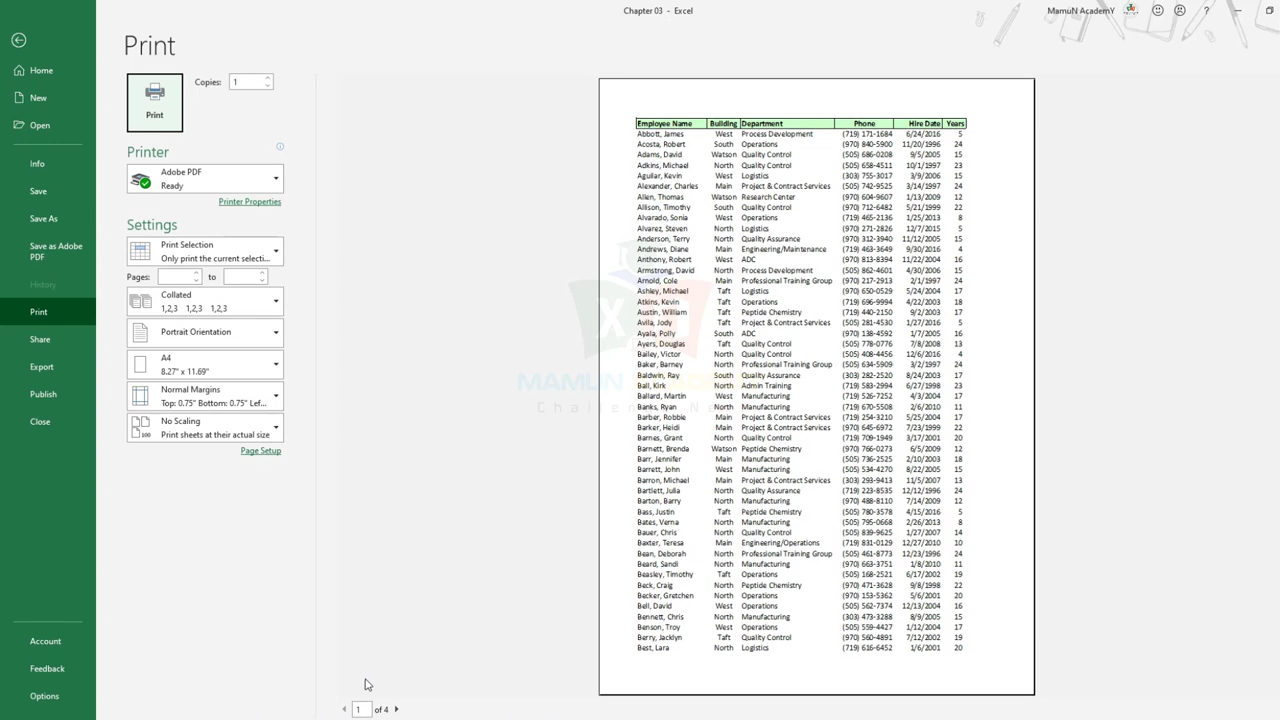 Chapter 03 - Excel
MamuN AcademY
?
Print
Home
New
Open
Info
Save
Save As
Save as Adobe
PDF
History
Print
Share
Export
Publish
Close
Account
Feedback
Options
Print
Copies: 1
Printer
Adobe PDF
Ready
Printer Properties
Settings
Print Selection
Only print the current selecti...
Pages: to
Collated
1,2,3 1,2,3 1,2,3
Portrait Orientation
A4
8.27" x 11.69"
Normal Margins
Top: 0.75" Bottom: 0.75" Lef...
100
No Scaling
Print sheets at their actual size
Page Setup
Employee Name Building Department Phone Hire Date Years
Abbott, James West Process Development (719) 171-1684 6/24/2016 5
Acosta, Robert South Operations (970) 840-5900 11/20/1996 24
Adams, David Watson Quality Control (505) 686-0208 9/5/2005 15
Adkins, Michael North Quality Control (505) 658-4511 10/1/1997 23
Aguilar, Kevin West Logistics (303) 755-3017 3/9/2006 15
Alexander, Charles Main Project & Contract Services (505) 742-9525 3/14/1997 24
Allen, Thomas Watson Research Center (970) 604-9607 1/13/2009 12
Allison, Timothy South Quality Control (970) 712-6482 5/21/1999 22
Alvarado, Sonia West Operations (719) 465-2136 1/25/2013 8
Alvarez, Steven North Logistics (970) 271-2826 12/7/2015 5
Anderson, Terry North Quality Assurance (970) 312-3940 11/12/2005 15
Andrews, Diane Main Engineering/Maintenance (719) 463-3649 9/30/2016 4
Anthony, Robert West ADC (970) 813-8394 11/22/2004 16
Armstrong, David North Process Development (505) 862-4601 4/30/2006 15
Arnold, Cole Main Professional Training Group (970) 217-2913 2/1/1997 24
Ashley, Michael Taft Logistics (970) 650-0529 5/24/2004 17
Atkins, Kevin Taft Operations (719) 696-9994 4/22/2003 18
Austin, William Taft Peptide Chemistry (719) 440-2150 9/2/2003 17
Avila, Jody Taft Project & Contract Services (505) 281-4530 1/27/2016 5
Ayala, Polly South ADC (970) 138-4592 1/7/2005 16
Ayers, Douglas Taft Quality Control (505) 778-0776 7/8/2008 13
Bailey, Victor North Quality Control (505) 408-4456 12/6/2016 4
Baker, Barney North Professional Training Group (505) 634-5909 3/2/1997 24
Baldwin, Ray South Quality Assurance (303) 282-2520 8/24/2003 17
Ball, Kirk North Admin Training (719) 583-2994 6/27/1998 23
Ballard, Martin West Manufacturing (719) 526-7252 4/3/2004 17
Banks, Ryan North Manufacturing (719) 670-5508 2/6/2010 11
Barber, Robbie Main Project & Contract Services (719) 254-3210 5/25/2004 17
Barker, Heidi Main Project & Contract Services (970) 645-6972 7/23/1999 22
Barnes, Grant North Quality Control (719) 709-1949 3/17/2001 20
Barnett, Brenda Watson Peptide Chemistry (970) 766-0273 6/5/2009 12
Barr, Jennifer Main Manufacturing (505) 736-2525 2/10/2003 18
Barrett, John West Manufacturing (505) 534-4270 8/22/2005 15
Barron, Michael Main Project & Contract Services (303) 293-9413 11/5/2007 13
Bartlett, Julia North Quality Assurance (719) 223-8535 12/12/1996 24
Barton, Barry North Manufacturing (970) 488-8110 7/14/2009 12
Bass, Justin Taft Peptide Chemistry (505) 780-3578 4/15/2016 5
Bates, Verna North Manufacturing (505) 795-0668 2/26/2013 8
Bauer, Chris North Quality Control (505) 839-9625 1/27/2007 14
Baxter, Teresa Main Engineering/Operations (719) 831-0129 12/27/2010 10
Bean, Deborah North Professional Training Group (505) 461-8773 12/23/1996 24
Beard, Sandi North Manufacturing (970) 663-3751 1/8/2010 11
Beasley, Timothy Taft Operations (505) 168-2521 6/17/2002 19
Beck, Craig North Peptide Chemistry (970) 471-3628 9/8/1998 22
Becker, Gretchen North Operations (970) 153-5362 5/6/2001 20
Bell, David West Operations (505) 562-7374 12/13/2004 16
Bennett, Chris North Manufacturing (303) 473-3288 8/9/2005 15
Benson, Troy West Operations (505) 559-4427 1/12/2004 17
Berry, Jacklyn Taft Quality Control (970) 560-4891 7/12/2002 19
Best, Lara North Logistics (719) 616-6452 1/6/2001 20
1 of 4